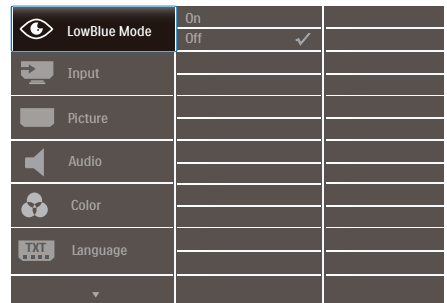 LowBlue Mode
On
Off
Input
Picture
Audio
Color
TXT
Language